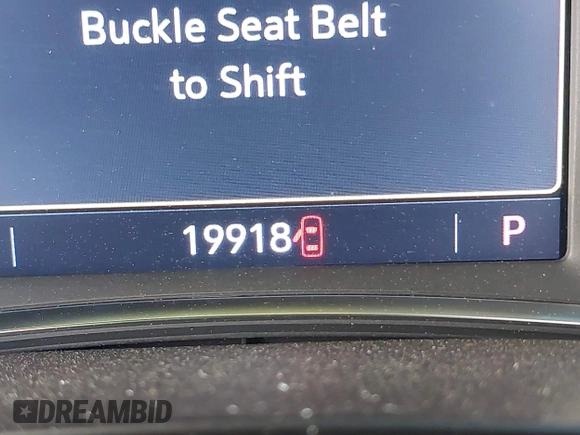 Buckle Seat Belt
to Shift
19918
P
DREAMBID